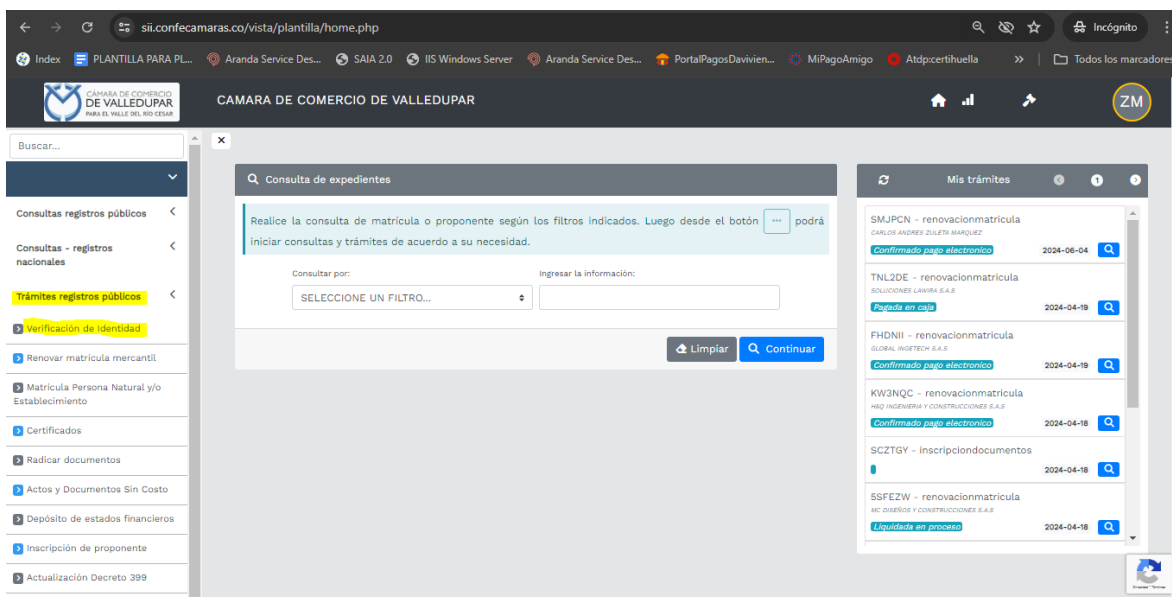 sii.confecamaras.co/vista/plantilla/home.php
Incógnito
Index
PLANTILLA PARA PL...
Aranda Service Des...
SAIA 2.0
IIS Windows Server
Aranda Service Des...
PortalPagosDavivien...
MiPagoAmigo
Atdp:certihuella
»
Todos los marcadores
CÁMARA DE COMERCIO
DE VALLEDUPAR
PARA EL VALLE DEL RÍO CESAR
CAMARA DE COMERCIO DE VALLEDUPAR
ZM
Buscar...
Consultas registros públicos
Consultas - registros
nacionales
Trámites registros públicos
Verificación de Identidad
Renovar matrícula mercantil
Matrícula Persona Natural y/o
Establecimiento
Certificados
Radicar documentos
Actos y Documentos Sin Costo
Depósito de estados financieros
Inscripción de proponente
Actualización Decreto 399
Consulta de expedientes
Realice la consulta de matrícula o proponente según los filtros indicados. Luego desde el botón ... podrá
iniciar consultas y trámites de acuerdo a su necesidad.
Consultar por:
Ingresar la información:
SELECCIONE UN FILTRO...
Limpiar
Continuar
Mis trámites
1
SMJPCN - renovacionmatricula
CARLOS ANDRES ZULETA MARQUEZ
Confirmado pago electronico
2024-06-04
TNL2DE - renovacionmatricula
SOLUCIONES LAWIRA S.A.S
Pagada en caja
2024-04-19
FHDNII - renovacionmatricula
GLOBAL INGETECH S.A.S
Confirmado pago electronico
2024-04-19
KW3NQC - renovacionmatricula
H&Q INGENIERIA Y CONSTRUCCIONES S.A.S
Confirmado pago electronico
2024-04-18
SCZTGY - inscripciondocumentos
2024-04-18
5SFEZW - renovacionmatricula
MC DISEÑOS Y CONSTRUCCIONES S.A.S
Liquidada en proceso
2024-04-18